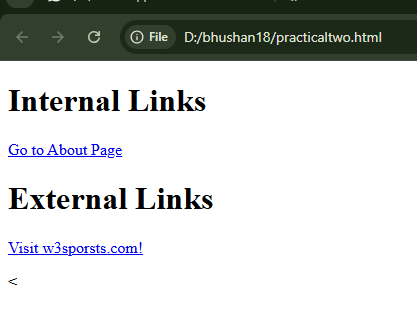 File D:/bhushan18/practicaltwo.html
Internal Links
Go to About Page
External Links
Visit w3sporsts.com!
<